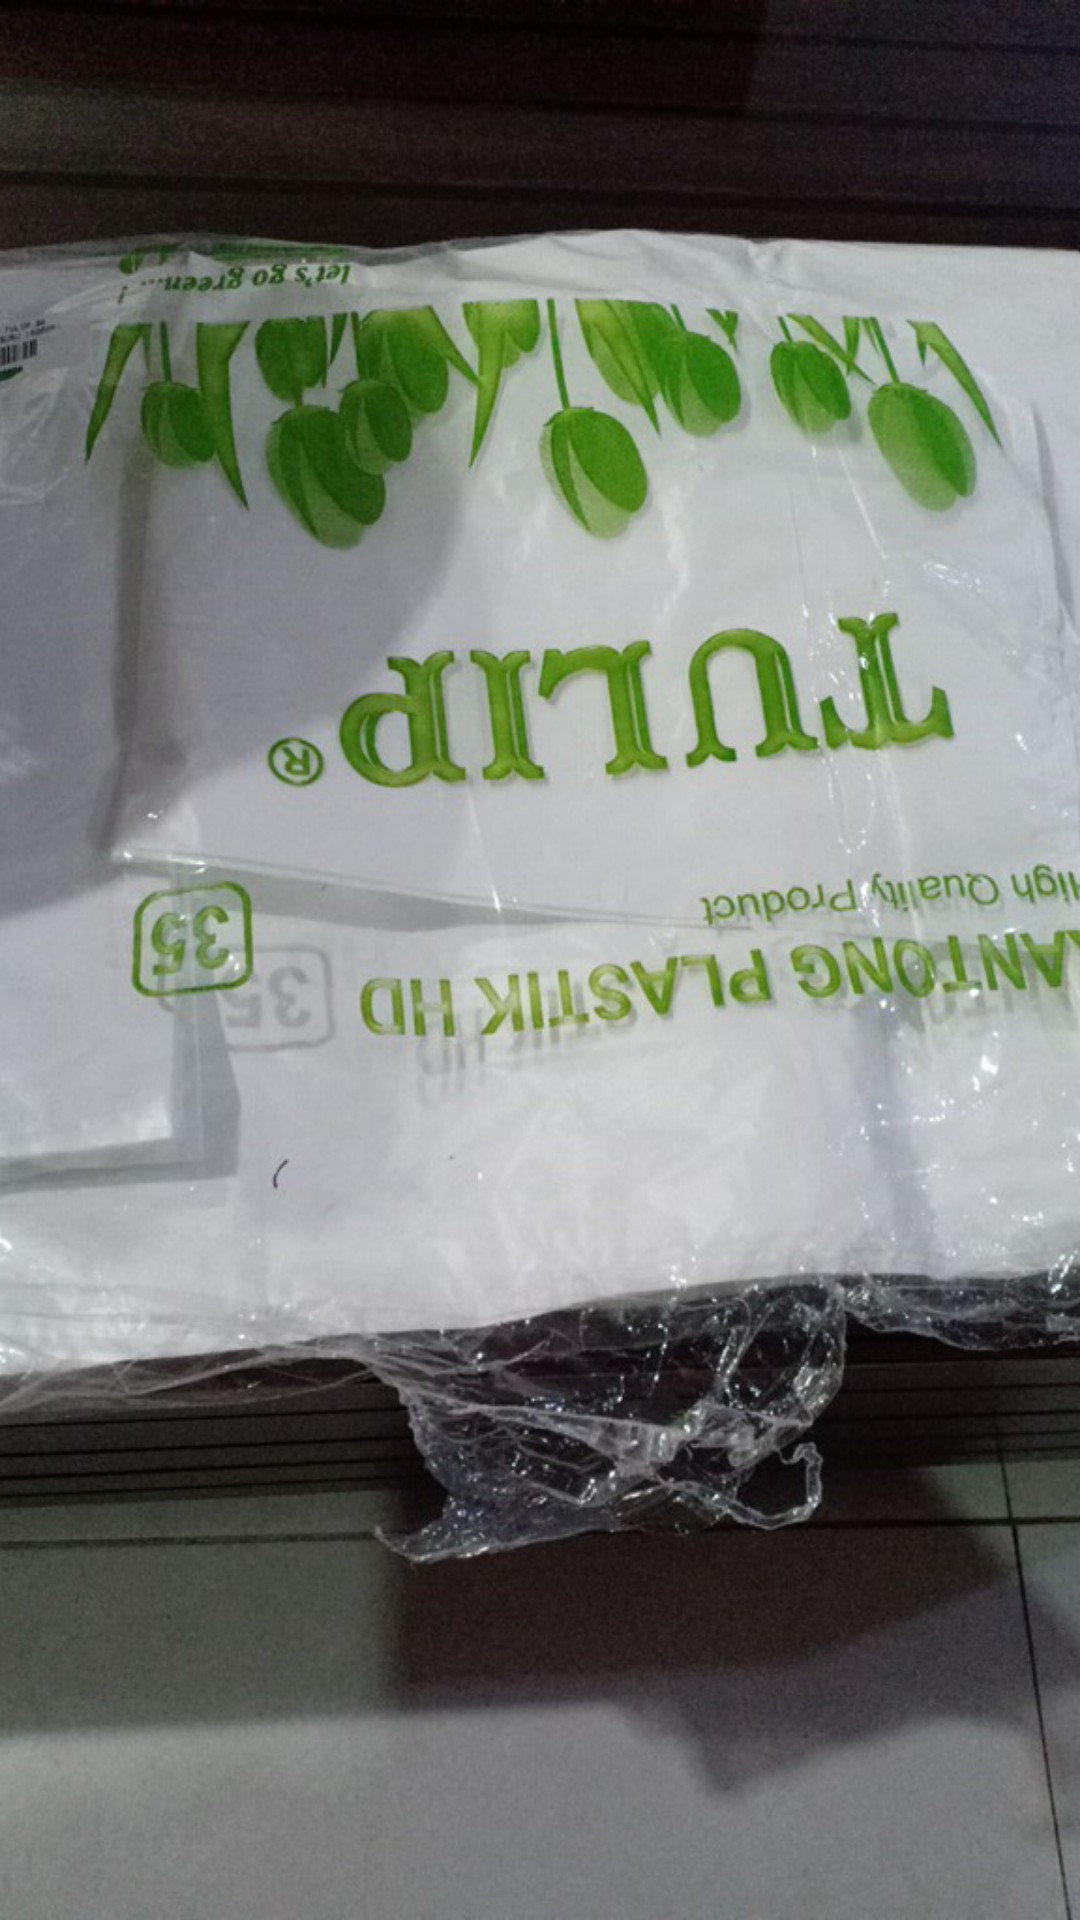 ANTONG PLASTIK HD 35
High Quality Product
TULIP®
let's go green...!